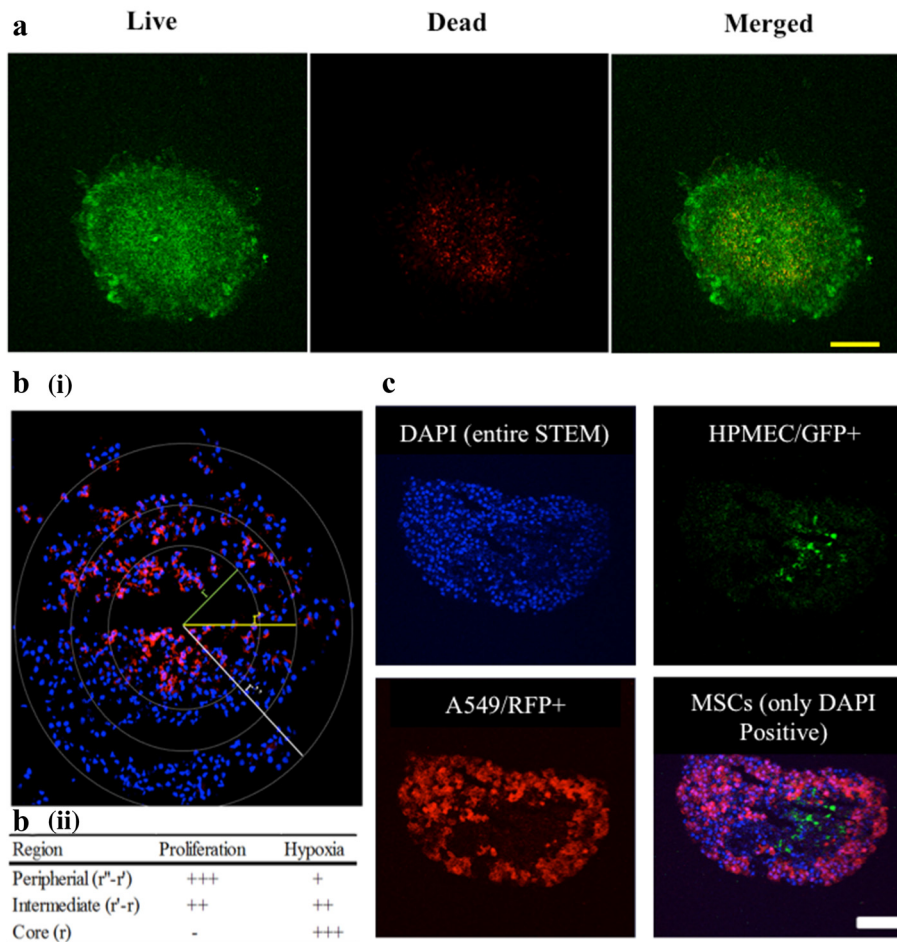 a
Live Dead Merged
b (i)
r
r'
r''
c
DAPI (entire STEM)
HPMEC/GFP+
A549/RFP+
MSCs (only DAPI
Positive)
b (ii)
Region Proliferation Hypoxia
Peripherial (r"-r') +++ +
Intermediate (r'-r) ++ ++
Core (r) - +++